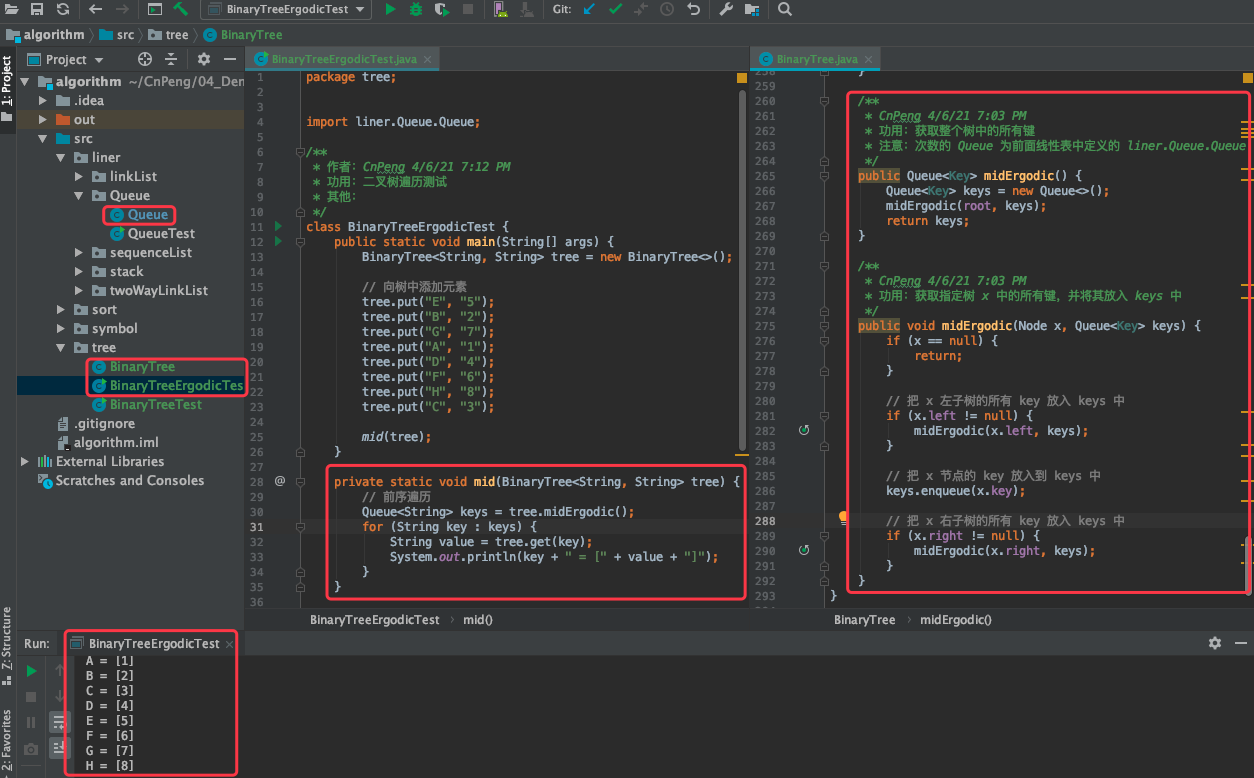 BinaryTreeErgodicTest
Git:
algorithm
src
tree
BinaryTree
1: Project
Project
algorithm ~/CnPeng/04_Den
.idea
out
src
liner
linkList
Queue
Queue
QueueTest
sequenceList
stack
twoWayLinkList
sort
symbol
tree
BinaryTree
BinaryTreeErgodicTes
BinaryTreeTest
.gitignore
algorithm.iml
External Libraries
Scratches and Consoles
BinaryTreeErgodicTest.java
1 package tree;
2
3
4 import liner.Queue.Queue;
5
6 /**
7 * 作者：CnPeng 4/6/21 7:12 PM
8 * 功用：二叉树遍历测试
9 * 其他：
10 */
11 class BinaryTreeErgodicTest {
12 public static void main(String[] args) {
13 BinaryTree<String, String> tree = new BinaryTree<>();
14
15 // 向树中添加元素
16 tree.put("E", "5");
17 tree.put("B", "2");
18 tree.put("G", "7");
19 tree.put("A", "1");
20 tree.put("D", "4");
21 tree.put("F", "6");
22 tree.put("H", "8");
23 tree.put("C", "3");
24
25 mid(tree);
26 }
27
28 @ private static void mid(BinaryTree<String, String> tree) {
29 // 前序遍历
30 Queue<String> keys = tree.midErgodic();
31 for (String key : keys) {
32 String value = tree.get(key);
33 System.out.println(key + " = [" + value + "]");
34 }
35 }
36
BinaryTreeErgodicTest
mid()
BinaryTree.java
258 }
259
260 /**
261 * CnPeng 4/6/21 7:03 PM
262 * 功用：获取整个树中的所有键
263 * 注意：次数的 Queue 为前面线性表中定义的 liner.Queue.Queue
264 */
265 public Queue<Key> midErgodic() {
266 Queue<Key> keys = new Queue<>();
267 midErgodic(root, keys);
268 return keys;
269 }
270
271 /**
272 * CnPeng 4/6/21 7:03 PM
273 * 功用：获取指定树 x 中的所有键，并将其放入 keys 中
274 */
275 public void midErgodic(Node x, Queue<Key> keys) {
276 if (x == null) {
277 return;
278 }
279
280 // 把 x 左子树的所有 key 放入 keys 中
281 if (x.left != null) {
282 midErgodic(x.left, keys);
283 }
284
285 // 把 x 节点的 key 放入到 keys 中
286 keys.enqueue(x.key);
287
288 // 把 x 右子树的所有 key 放入 keys 中
289 if (x.right != null) {
290 midErgodic(x.right, keys);
291 }
292 }
293 }
BinaryTree
midErgodic()
7: Structure
2: Favorites
Run:
BinaryTreeErgodicTest
A = [1]
B = [2]
C = [3]
D = [4]
E = [5]
F = [6]
G = [7]
H = [8]